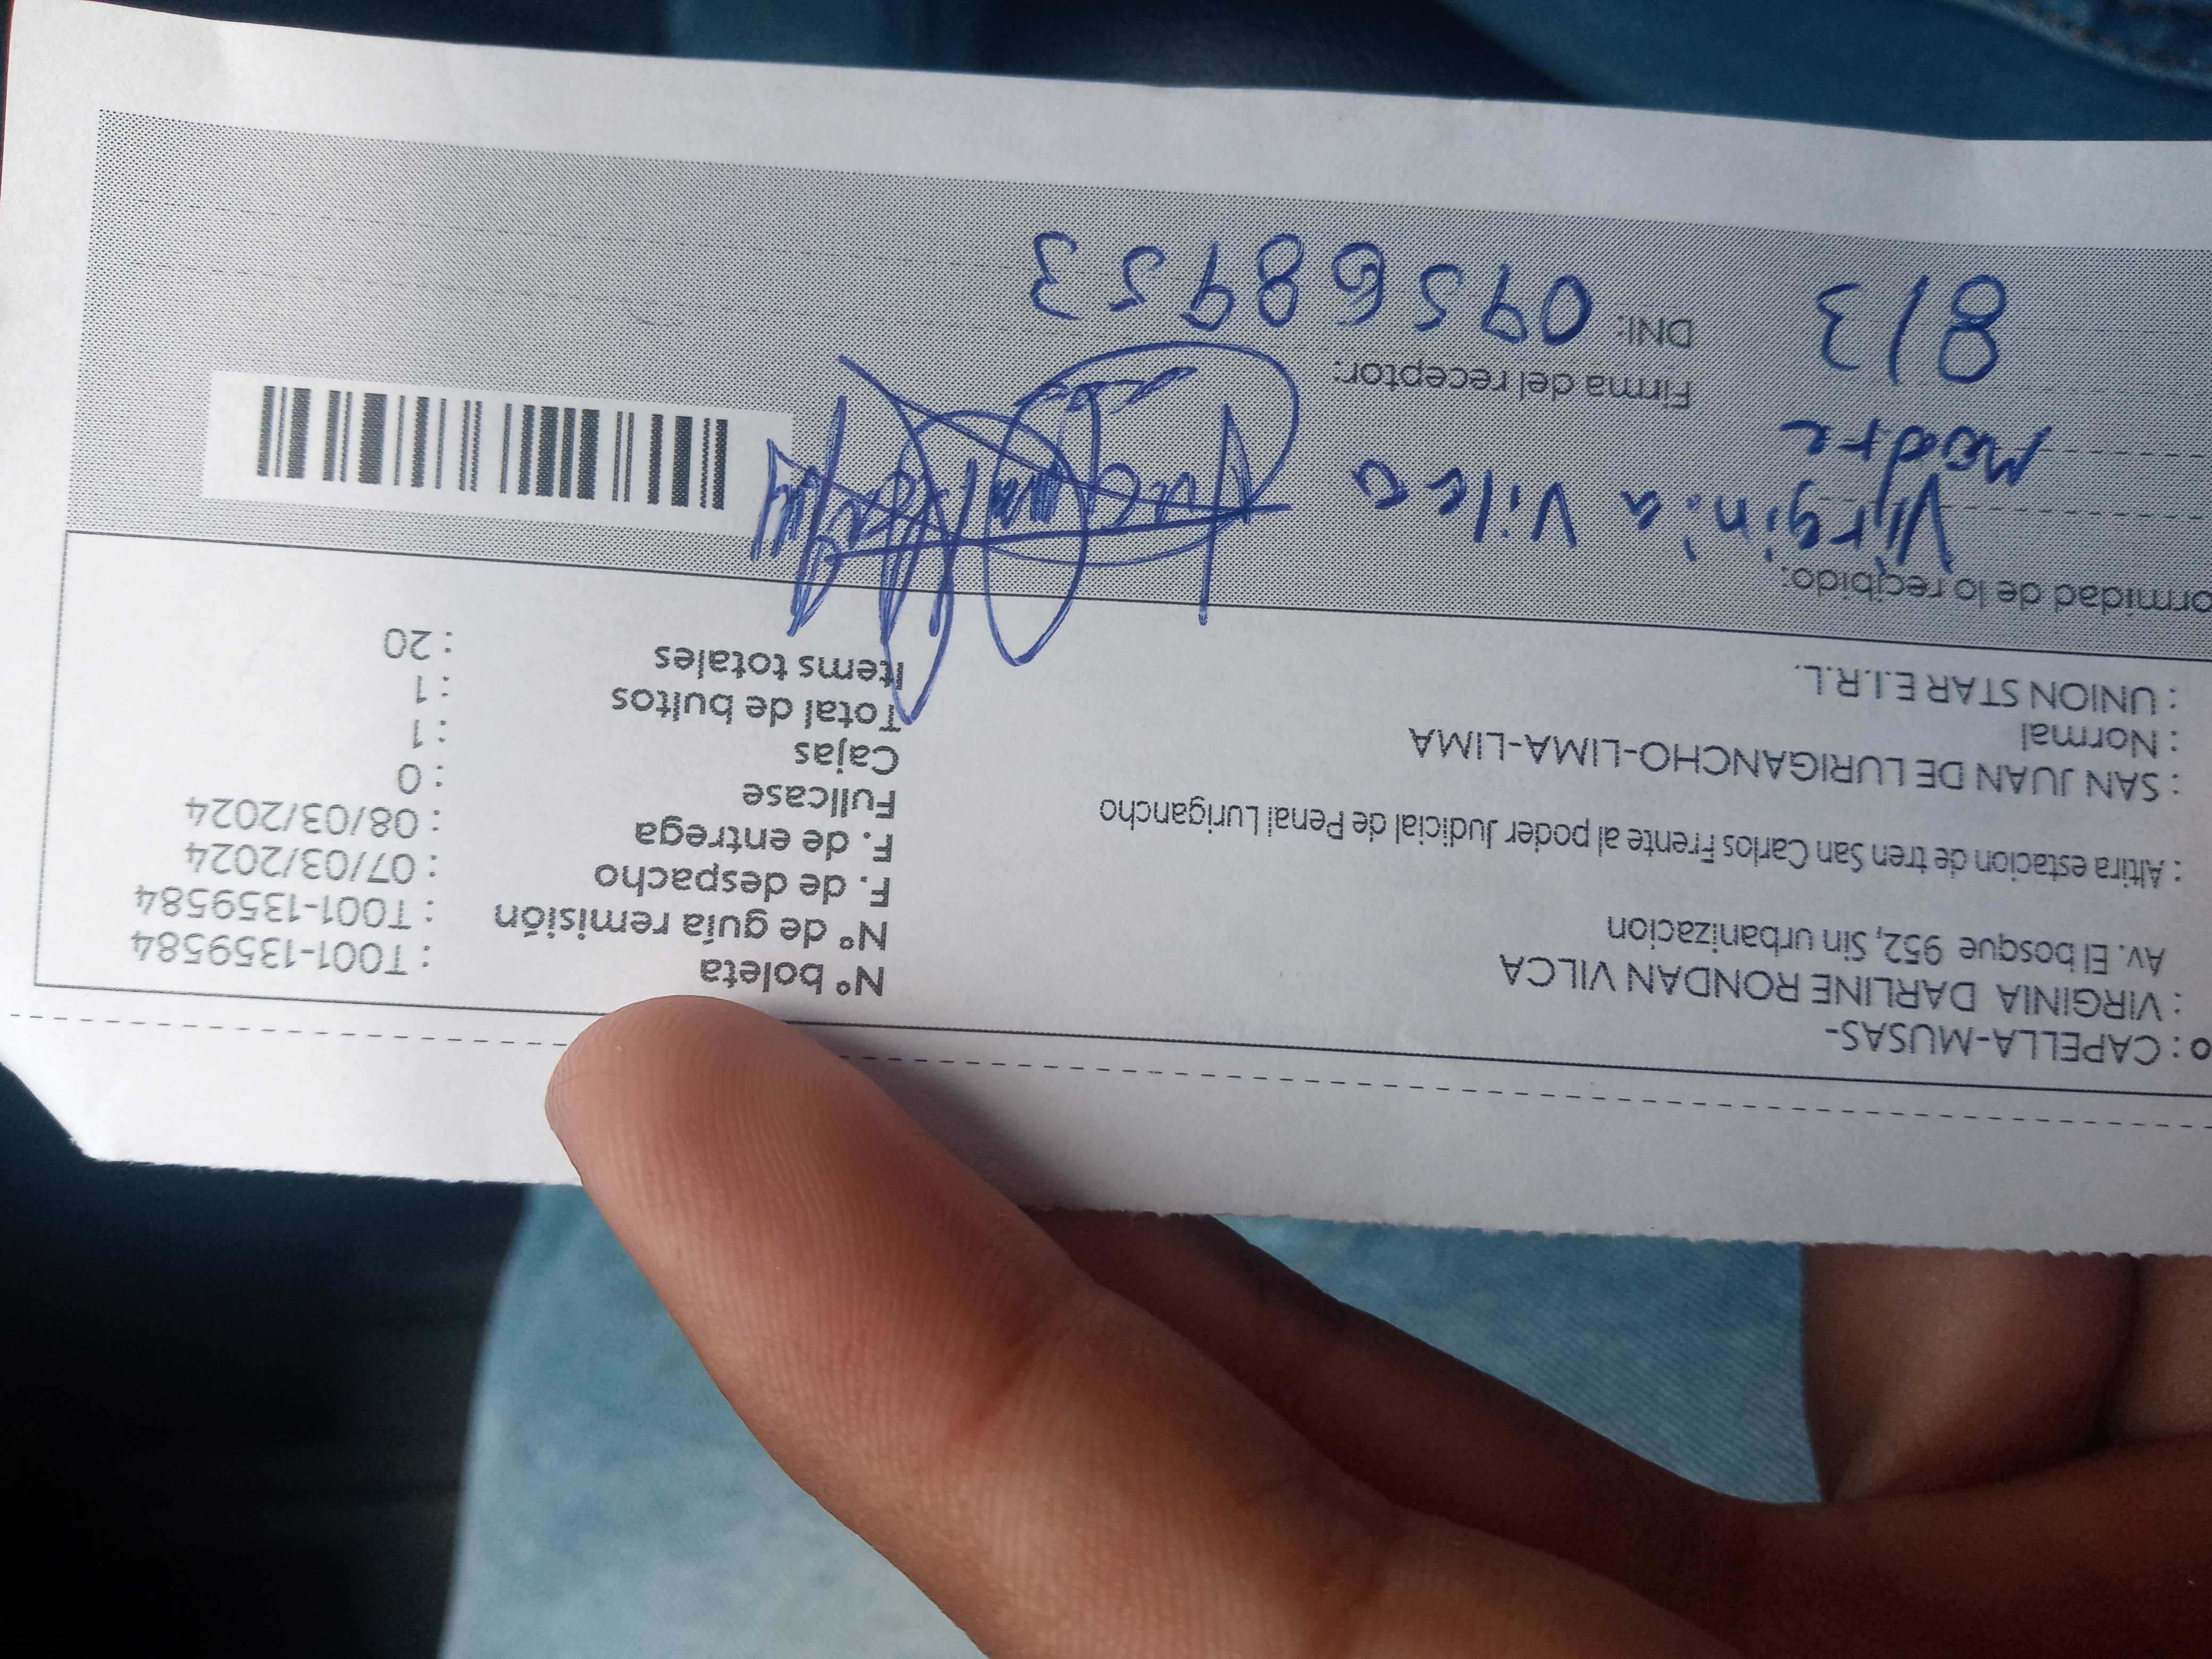 o : CAPELLA-MUSAS-
: VIRGINIA DARLINE RONDAN VILCA
Av. El bosque 952, Sin urbanizacion
: Altira estacion de tren San Carlos Frente al poder Judicial de Penal Lurigancho
: SAN JUAN DE LURIGANCHO-LIMA-LIMA
: Normal
: UNION STAR E.I.R.L.
N° boleta : T001-1359584
N° de guía remisión : T001-1359584
F. de despacho : 07/03/2024
F. de entrega : 08/03/2024
Fullcase : 0
Cajas : 1
Total de bultos : 1
Items totales : 20
ormidad de lo recibido:
Virginia Vilca
Madre
8/3
Firma del receptor:
DNI: 09568953